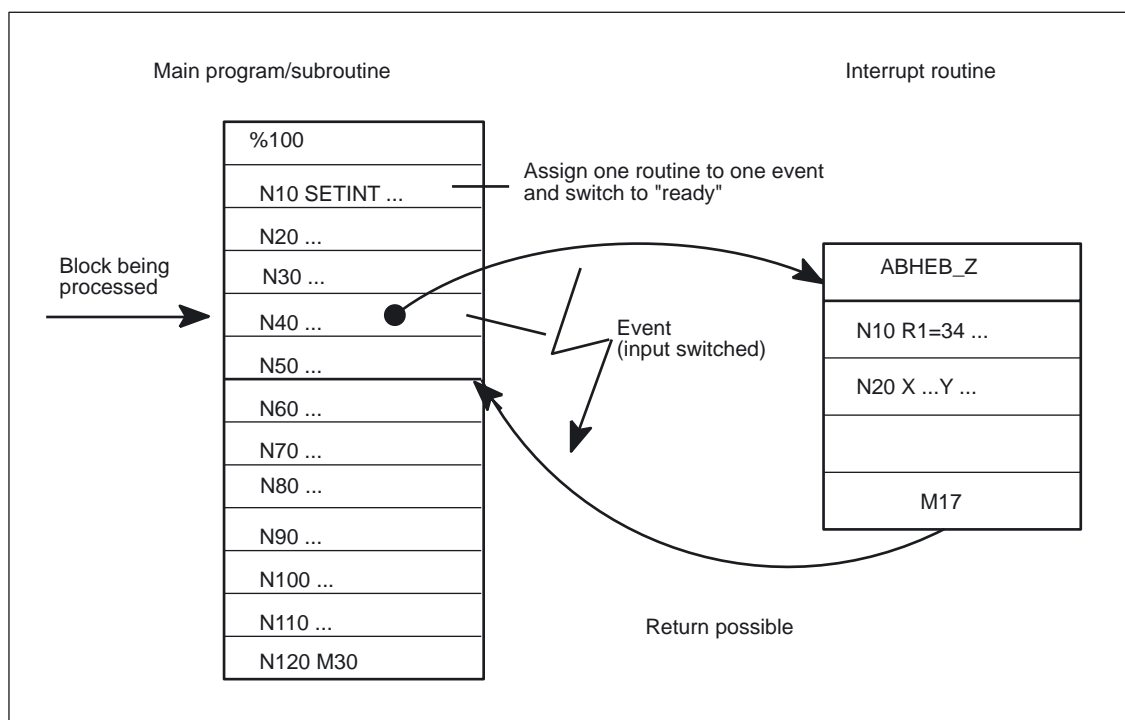 Main program/subroutine
Interrupt routine
%100
N10 SETINT ...
Assign one routine to one event
and switch to "ready"
N20 ...
Block being
processed
N30 ...
ABHEB_Z
N40 ...
Event
(input switched)
N10 R1=34 ...
N50 ...
N20 X ...Y ...
N60 ...
N70 ...
N80 ...
M17
N90 ...
N100 ...
N110 ...
Return possible
N120 M30